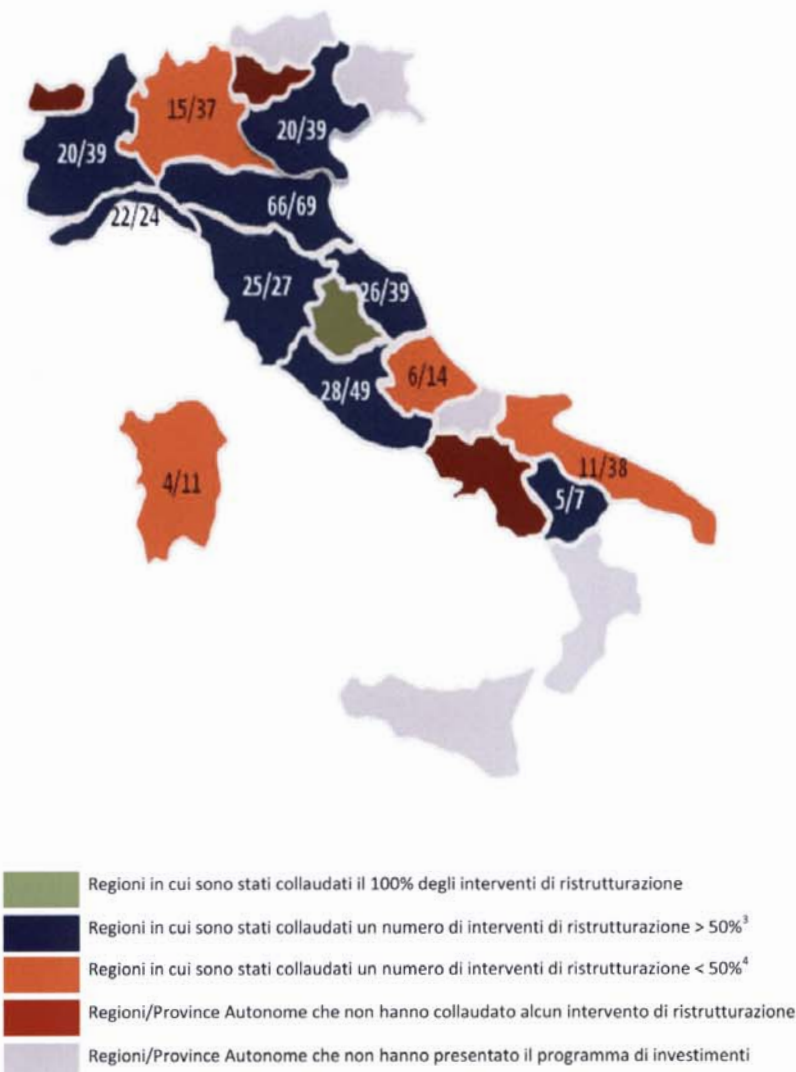 15/37
20/39
20/39
66/69
22/24
25/27
26/39
28/49
6/14
4/11
11/38
5/7
Regioni in cui sono stati collaudati il 100% degli interventi di ristrutturazione
Regioni in cui sono stati collaudati un numero di interventi di ristrutturazione > 50%³
Regioni in cui sono stati collaudati un numero di interventi di ristrutturazione < 50%⁴
Regioni/Province Autonome che non hanno collaudato alcun intervento di ristrutturazione
Regioni/Province Autonome che non hanno presentato il programma di investimenti